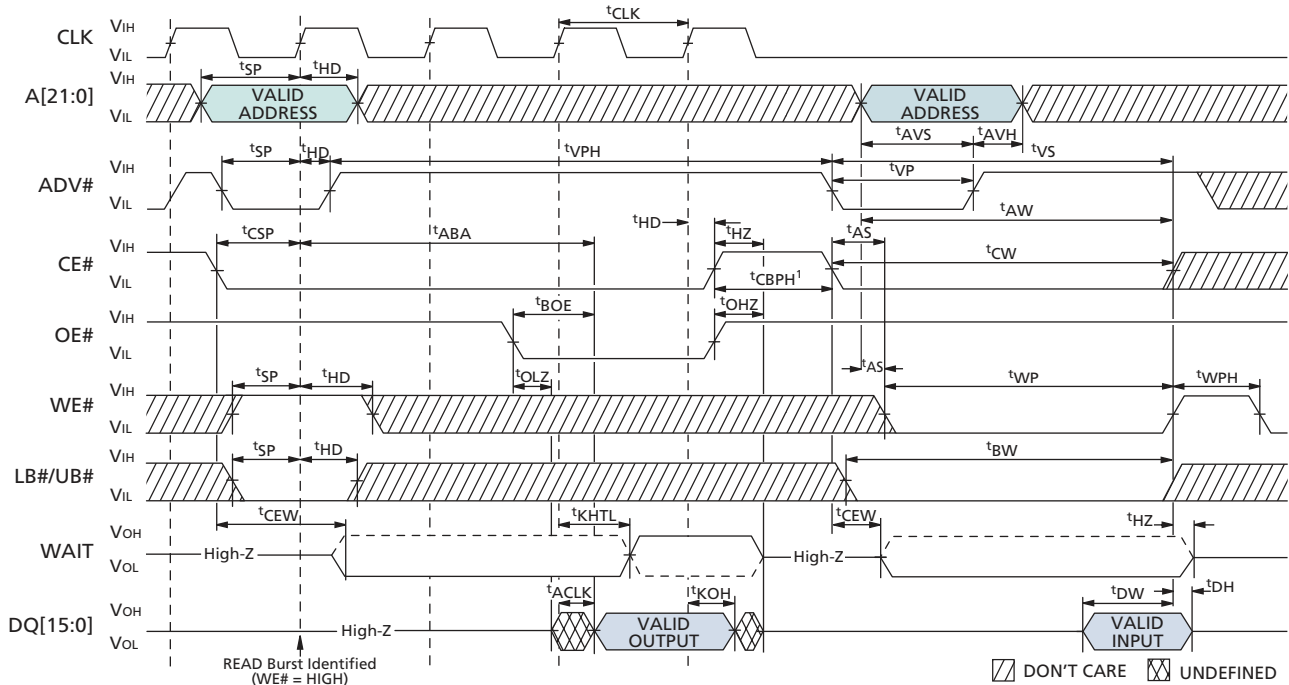 tCLK
VIH
CLK
VIL
tSP tHD
VIH
A[21:0] VALID ADDRESS VALID ADDRESS
VIL
tAVS tAVH
tSP tHD tVPH tVS
VIH
tVP
ADV#
VIL
tAW
tHD tHZ tAS
tCSP tABA
VIH
tCW
CE#
tCBPH1
VIL
tBOE tOHZ
VIH
OE#
VIL
tAS
tOLZ
tSP tHD tWP tWPH
VIH
WE#
VIL
tSP tHD tBW
VIH
LB#/UB#
VIL
tCEW tKHTL tCEW tHZ
VOH
WAIT High-Z High-Z
VOL
tACLK tKOH tDW tDH
VOH
DQ[15:0] High-Z VALID OUTPUT VALID INPUT
VOL
READ Burst Identified
(WE# = HIGH)
DON'T CARE UNDEFINED